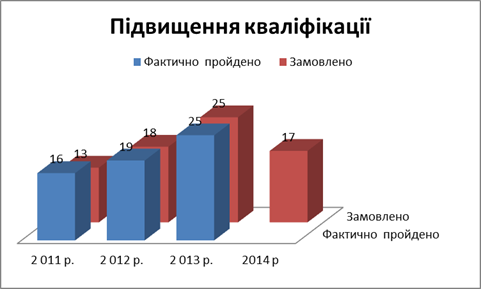 Підвищення кваліфікації
Фактично пройдено Замовлено
25
25
18
19
17
13
16
Замовлено
Фактично пройдено
2 011 р. 2 012 р. 2 013 р. 2014 р